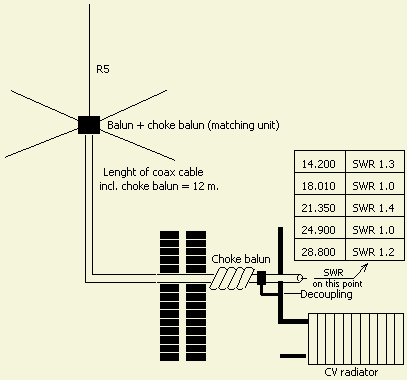 R5
Balun + choke balun (matching unit)
Lenght of coax cable
incl. choke balun = 12 m.
14.200 SWR 1.3
18.010 SWR 1.0
21.350 SWR 1.4
24.900 SWR 1.0
28.800 SWR 1.2
Choke balun
SWR
on this point
Decoupling
CV radiator